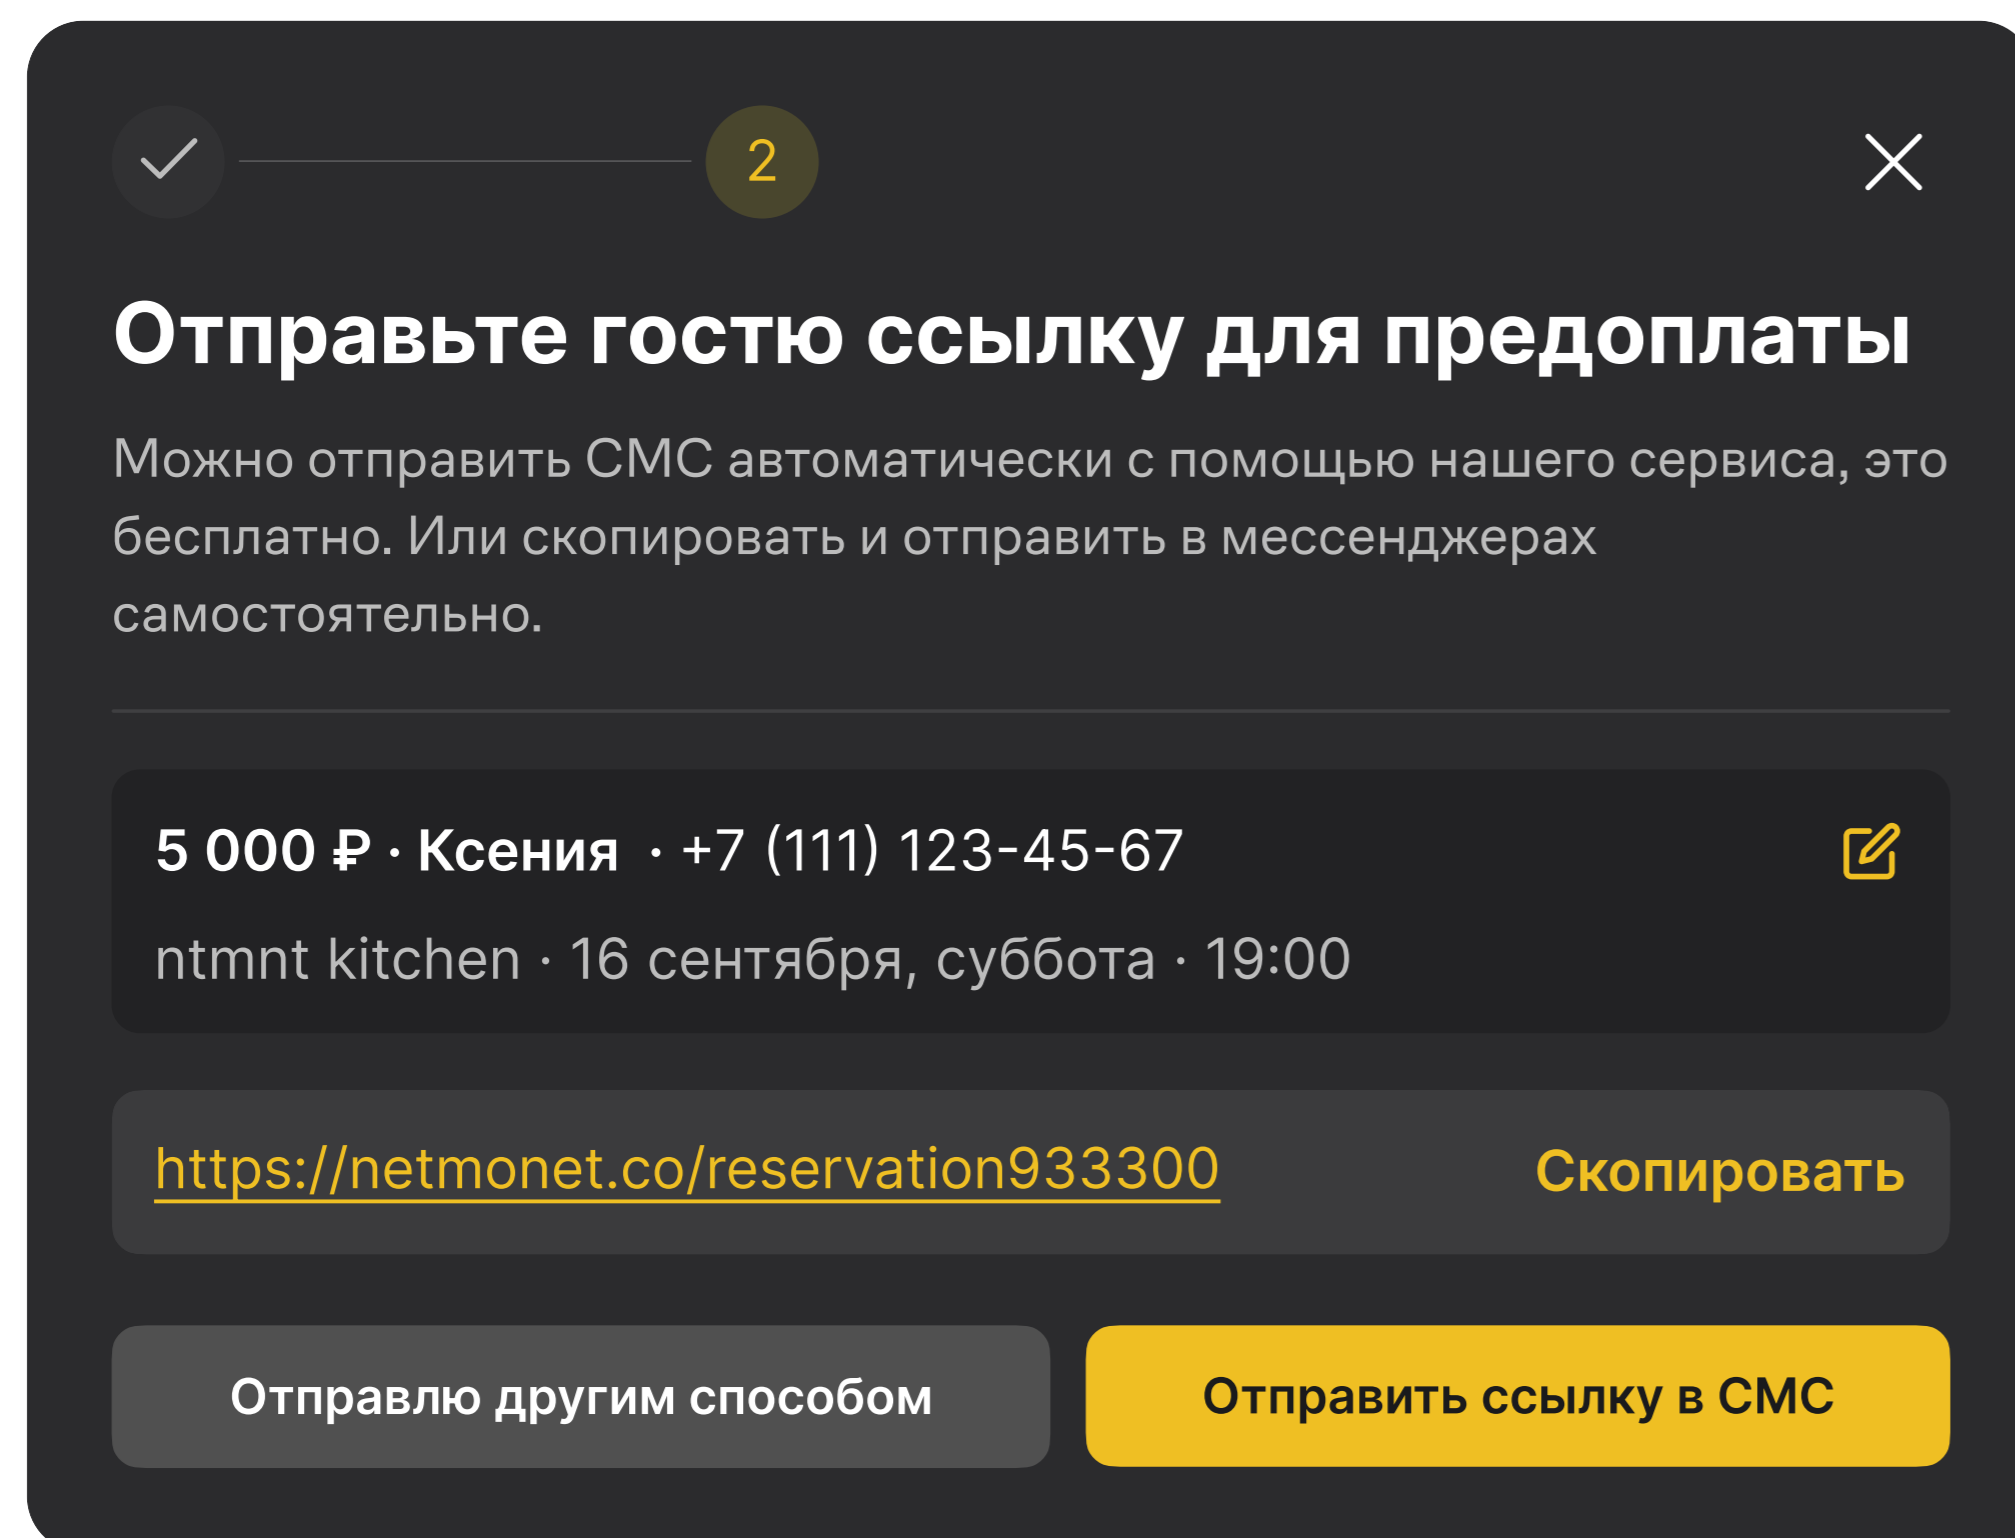 2
Отправьте гостю ссылку для предоплаты
Можно отправить СМС автоматически с помощью нашего сервиса, это
бесплатно. Или скопировать и отправить в мессенджерах
самостоятельно.
5 000 ₽ · Ксения · +7 (111) 123-45-67
ntmnt kitchen · 16 сентября, суббота · 19:00
https://netmonet.co/reservation933300 Скопировать
Отправлю другим способом Отправить ссылку в СМС